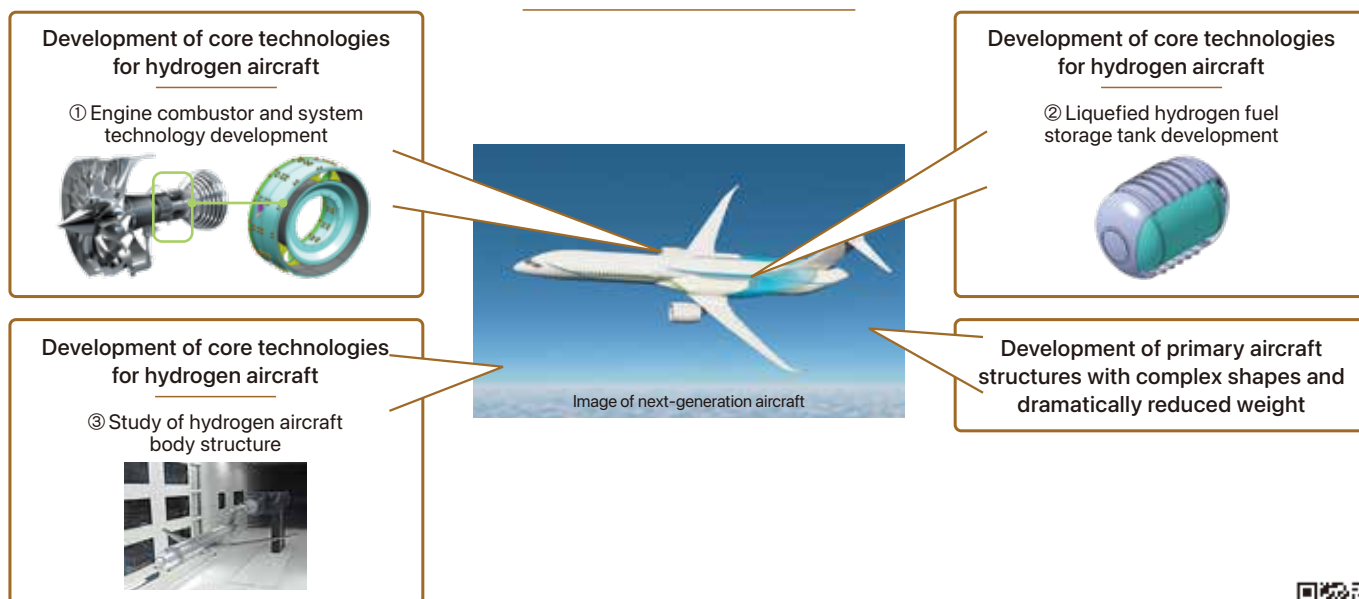 Development of core technologies
for hydrogen aircraft
① Engine combustor and system
technology development
Development of core technologies
for hydrogen aircraft
② Liquefied hydrogen fuel
storage tank development
Image of next-generation aircraft
Development of core technologies
for hydrogen aircraft
③ Study of hydrogen aircraft
body structure
Development of primary aircraft
structures with complex shapes and
dramatically reduced weight